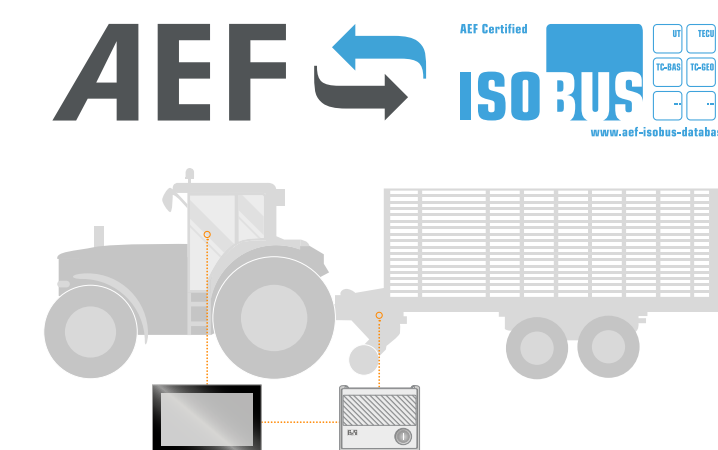 AEF
AEF Certified
ISOBUS
UT
TECU
TC-BAS
TC-GEO
--
--
www.aef-isobus-databas